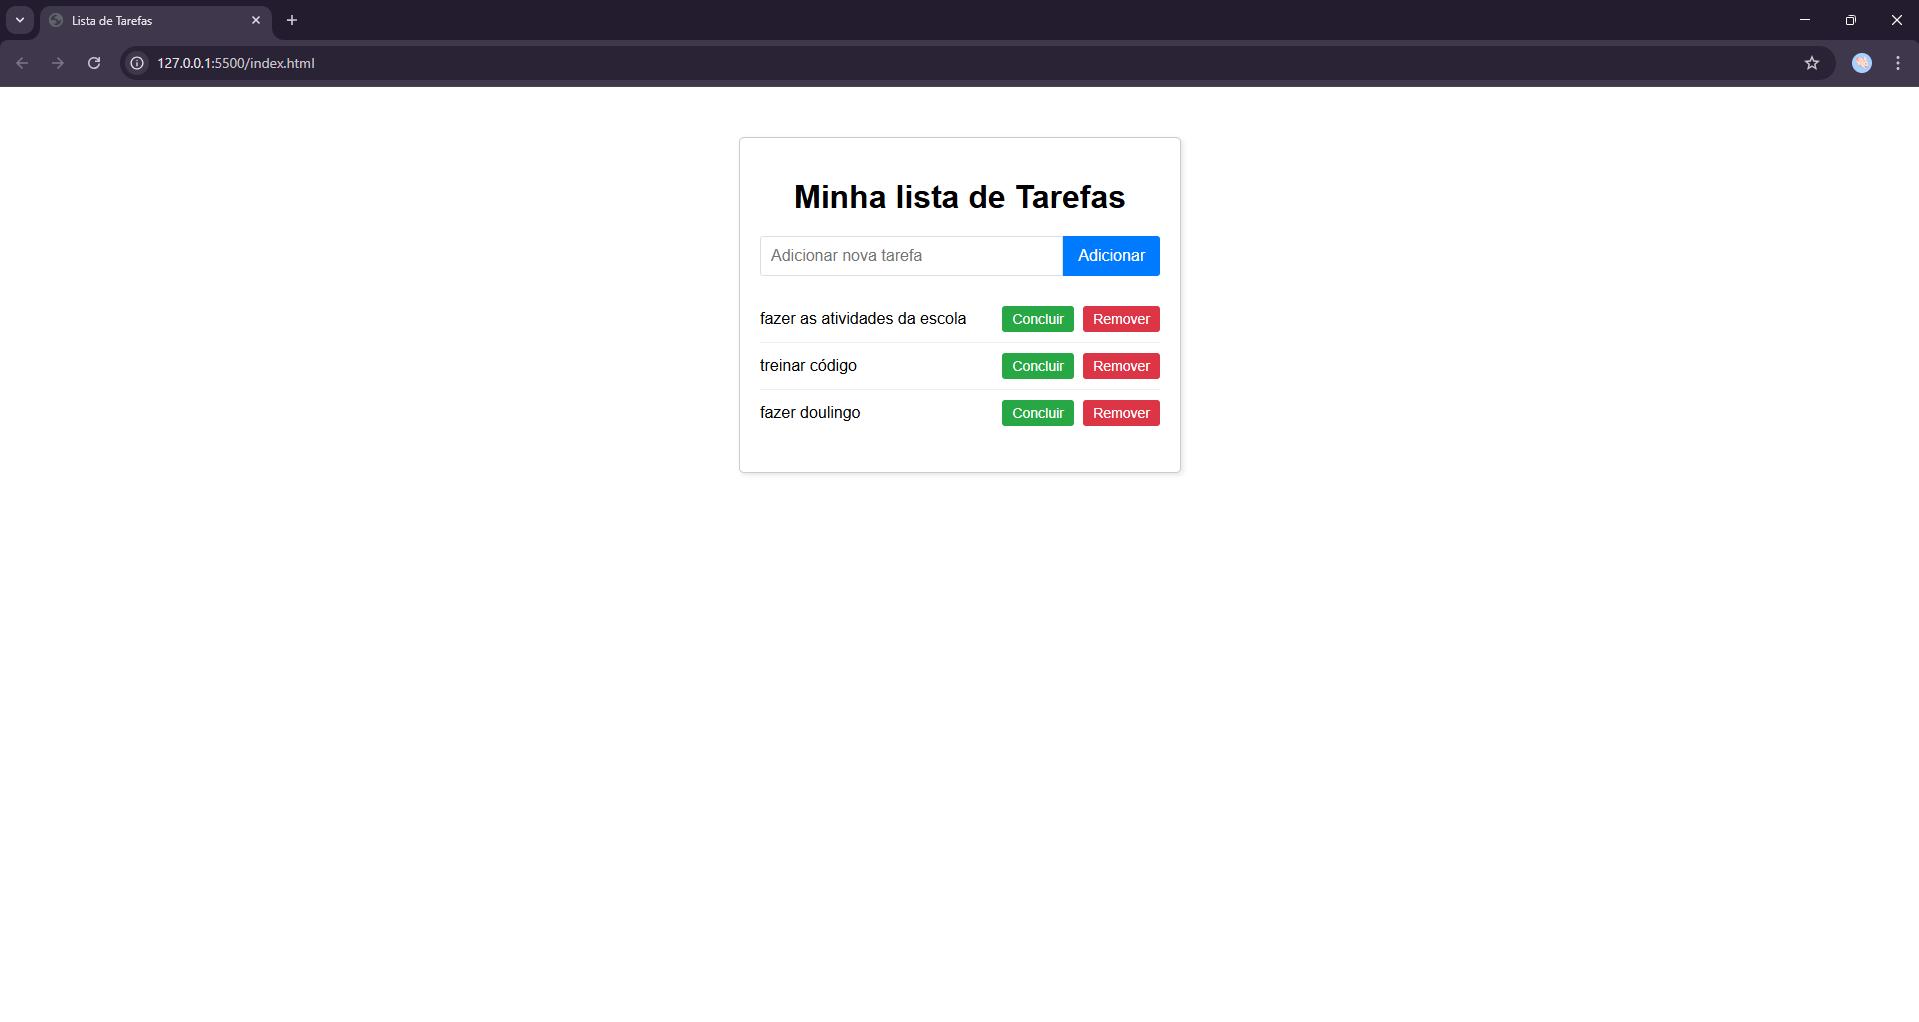 Lista de Tarefas
127.0.0.1:5500/index.html
Minha lista de Tarefas
Adicionar nova tarefa Adicionar
fazer as atividades da escola Concluir Remover
treinar código Concluir Remover
fazer doulingo Concluir Remover